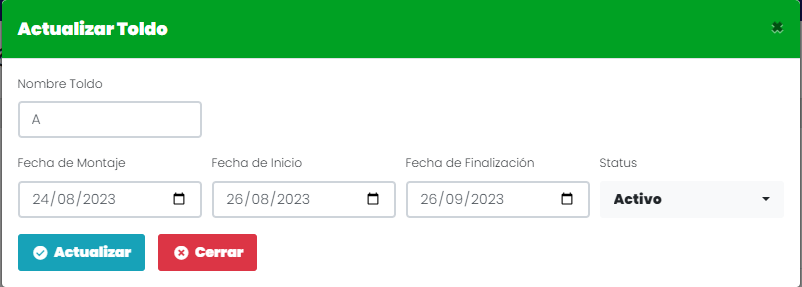 Actualizar Toldo
Nombre Toldo
A
Fecha de Montaje Fecha de Inicio Fecha de Finalización Status
24/08/2023 26/08/2023 26/09/2023 Activo
Actualizar Cerrar